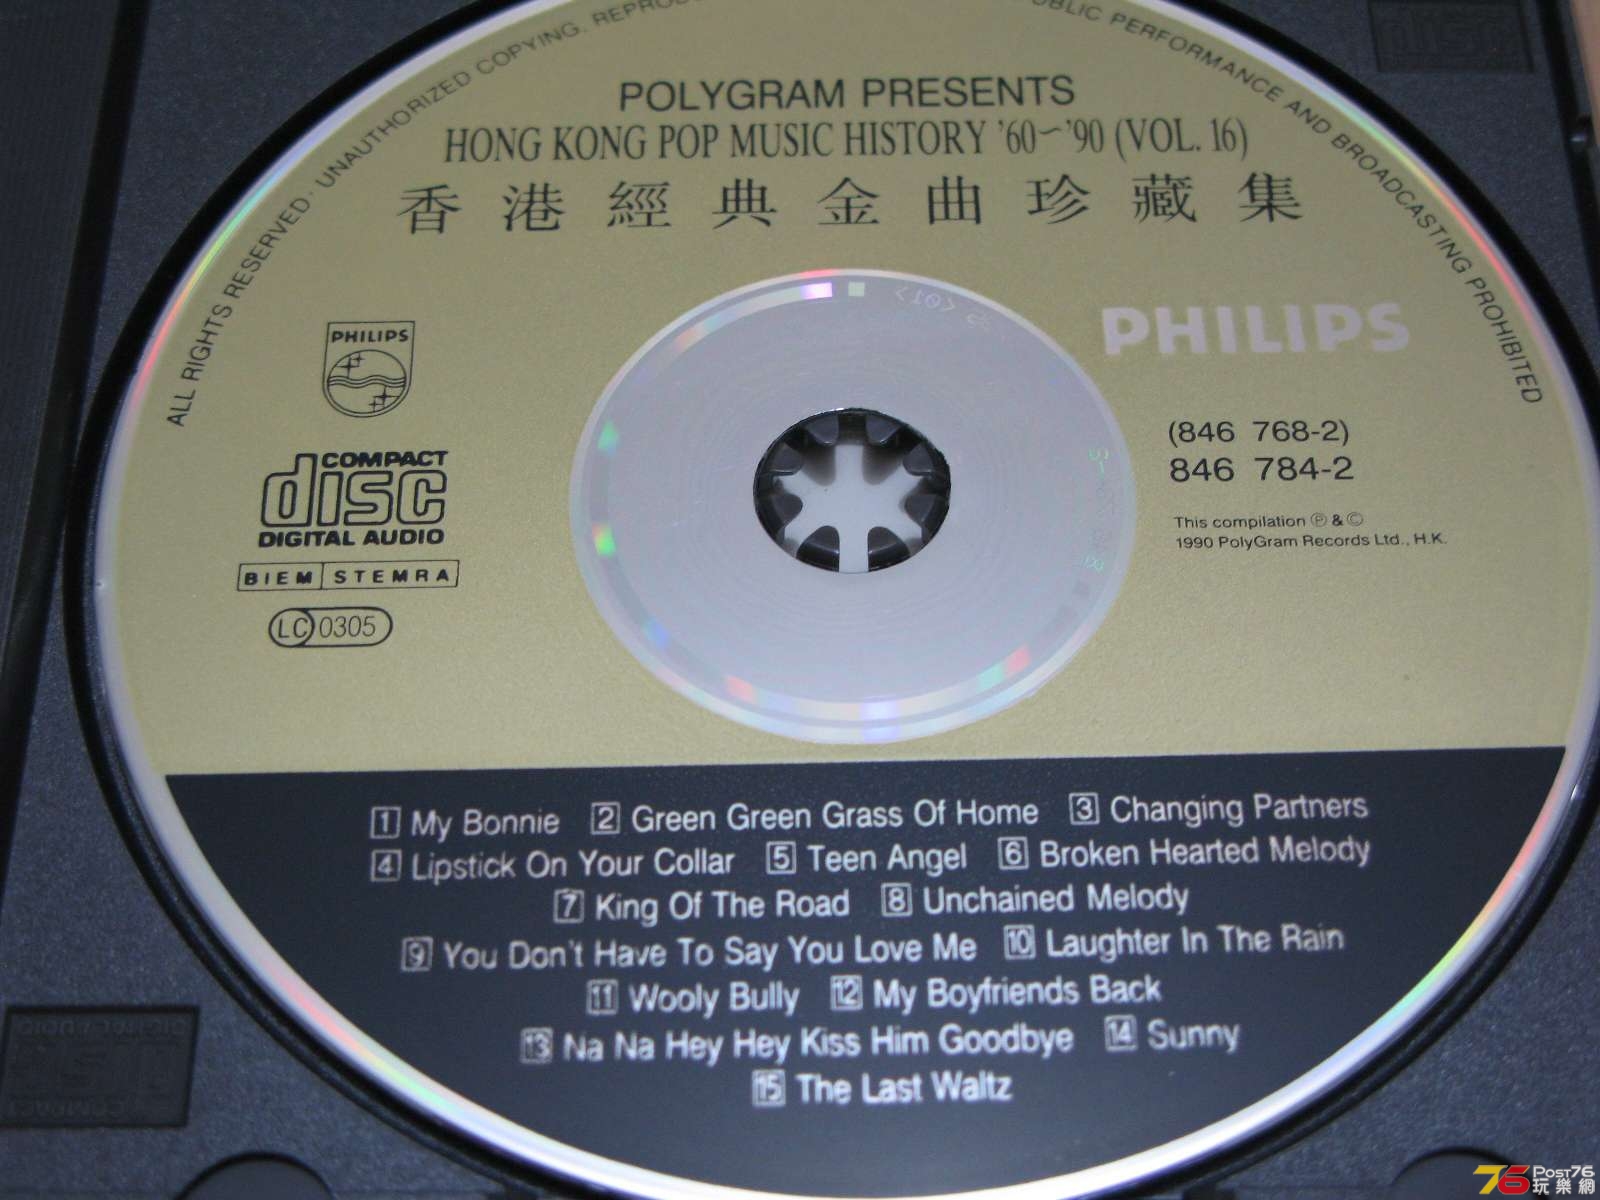 ALL RIGHTS RESERVED · UNAUTHORIZED COPYING. PUBLIC PERFORMANCE AND BROADCASTING PROHIBITED
POLYGRAM PRESENTS
HONG KONG POP MUSIC HISTORY '60–'90 (VOL. 16)
香港經典金曲珍藏集
PHILIPS
PHILIPS
COMPACT
disc
DIGITAL AUDIO
BIEM STEMRA
LC 0305
(846 768-2)
846 784-2
This compilation ℗ & ©
1990 PolyGram Records Ltd., H.K.
1 My Bonnie 2 Green Green Grass Of Home 3 Changing Partners
4 Lipstick On Your Collar 5 Teen Angel 6 Broken Hearted Melody
7 King Of The Road 8 Unchained Melody
9 You Don't Have To Say You Love Me 10 Laughter In The Rain
11 Wooly Bully 12 My Boyfriends Back
13 Na Na Hey Hey Kiss Him Goodbye 14 Sunny
15 The Last Waltz
76 Post76
玩樂網